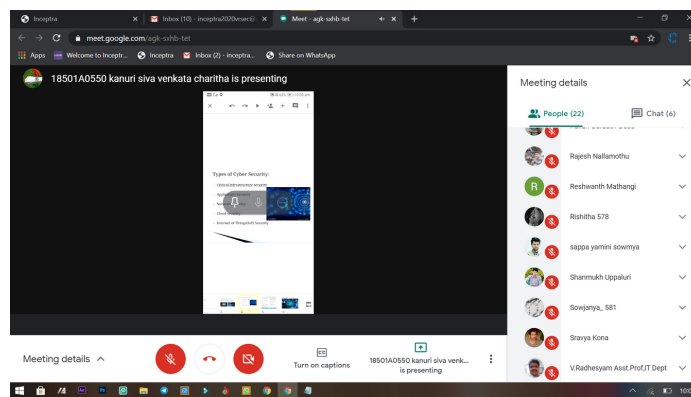 Inceptra
Inbox (10) - inceptra2020vrsec@
Meet - agk-sxhb-tet
meet.google.com/agk-sxhb-tet
Apps
Welcome to Inceptr...
Inceptra
Inbox (2) - inceptra...
Share on WhatsApp
18501A0550 kanuri siva venkata charitha is presenting
Types of Cyber Security:
Critical infrastructure security
Cloud Security
Internet of Things(IoT) Security
Meeting details
People (22)
Chat (6)
Rajesh Nallamothu
R
Reshwanth Mathangi
Rishitha 578
sappa yamini sowmya
Shanmukh Uppaluri
Sowjanya_ 581
Sravya Kona
V.Radhesyam Asst.Prof,IT Dept
Meeting details
Turn on captions
18501A0550 kanuri siva venk...
is presenting